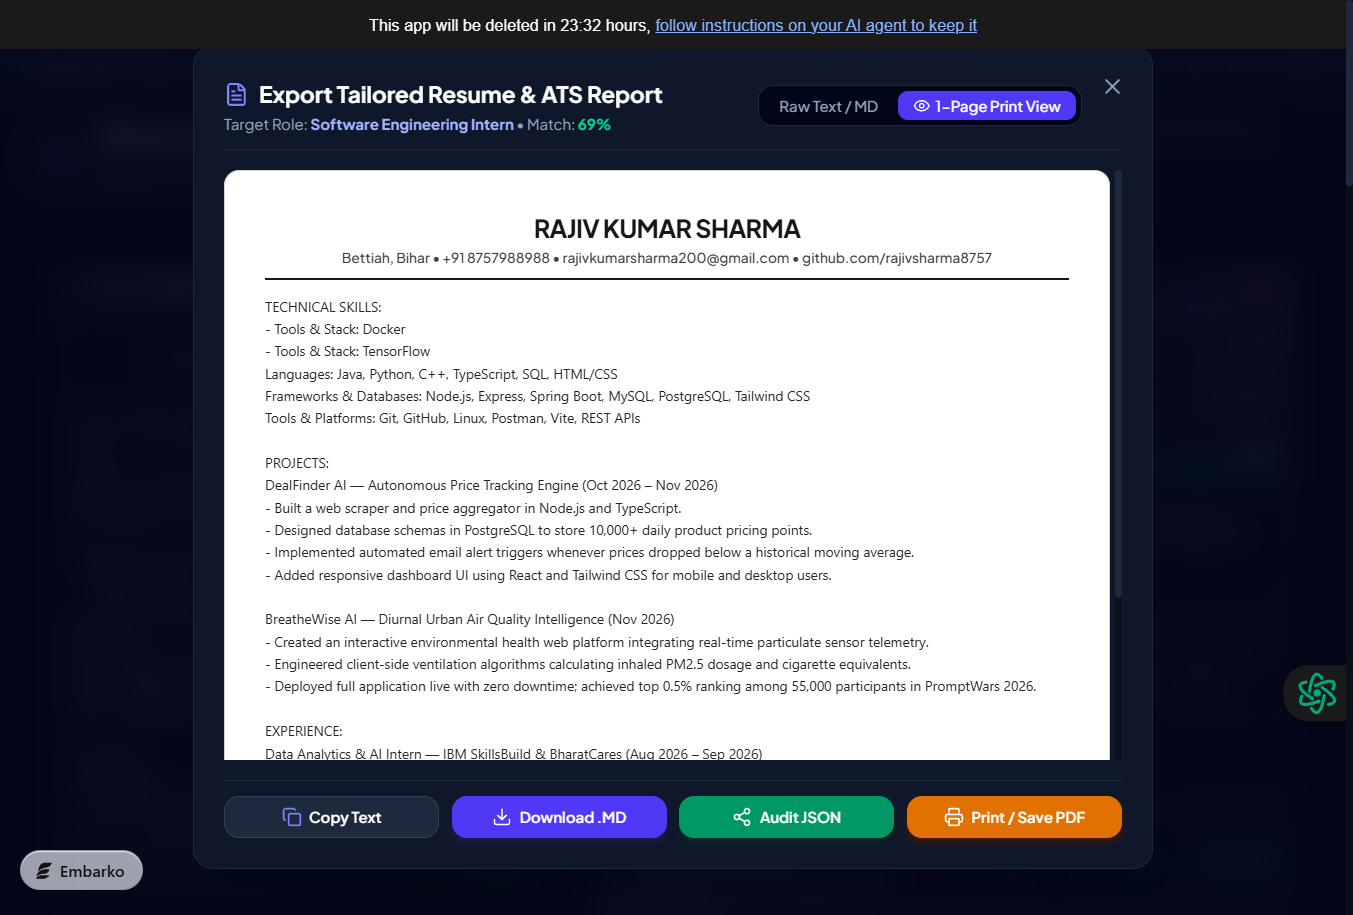 This app will be deleted in 23:32 hours, follow instructions on your AI agent to keep it
Export Tailored Resume & ATS Report
Target Role: Software Engineering Intern • Match: 69%
Raw Text / MD
1-Page Print View
RAJIV KUMAR SHARMA
Bettiah, Bihar • +91 8757988988 • rajivkumarsharma200@gmail.com • github.com/rajivsharma8757
TECHNICAL SKILLS:
- Tools & Stack: Docker
- Tools & Stack: TensorFlow
Languages: Java, Python, C++, TypeScript, SQL, HTML/CSS
Frameworks & Databases: Node.js, Express, Spring Boot, MySQL, PostgreSQL, Tailwind CSS
Tools & Platforms: Git, GitHub, Linux, Postman, Vite, REST APIs
PROJECTS:
DealFinder AI — Autonomous Price Tracking Engine (Oct 2026 – Nov 2026)
- Built a web scraper and price aggregator in Node.js and TypeScript.
- Designed database schemas in PostgreSQL to store 10,000+ daily product pricing points.
- Implemented automated email alert triggers whenever prices dropped below a historical moving average.
- Added responsive dashboard UI using React and Tailwind CSS for mobile and desktop users.
BreatheWise AI — Diurnal Urban Air Quality Intelligence (Nov 2026)
- Created an interactive environmental health web platform integrating real-time particulate sensor telemetry.
- Engineered client-side ventilation algorithms calculating inhaled PM2.5 dosage and cigarette equivalents.
- Deployed full application live with zero downtime; achieved top 0.5% ranking among 55,000 participants in PromptWars 2026.
EXPERIENCE:
Data Analytics & AI Intern — IBM SkillsBuild & BharatCares (Aug 2026 – Sep 2026)
Copy Text
Download .MD
Audit JSON
Print / Save PDF
Embarko